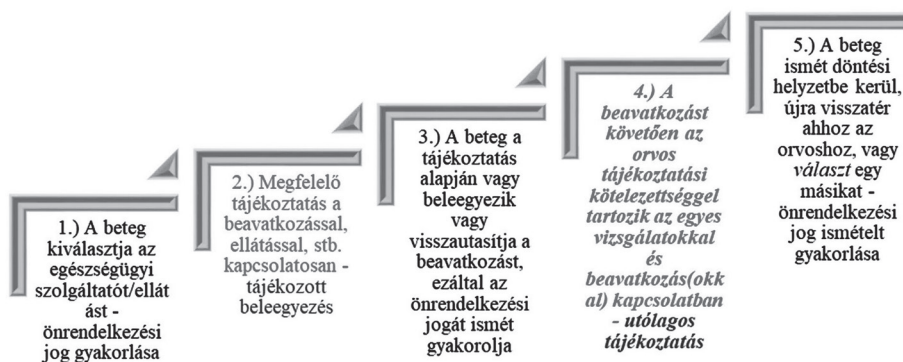 1.) A beteg
kiválasztja az
egészségügyi
szolgáltatót/ellát
ást -
önrendelkezési
jog gyakorlása
2.) Megfelelő
tájékoztatás a
beavatkozással,
ellátással, stb.
kapcsolatosan -
tájékozott
beleegyezés
3.) A beteg a
tájékoztatás
alapján vagy
beleegyezik
vagy
visszautasítja a
beavatkozást,
ezáltal az
önrendelkezési
jogát ismét
gyakorolja
4.) A
beavatkozást
követően az
orvos
tájékoztatási
kötelezettséggel
tartozik az egyes
vizsgálatokkal
és
beavatkozás(okk
al) kapcsolatban
- utólagos
tájékoztatás
5.) A beteg
ismét döntési
helyzetbe kerül,
újra visszatér
ahhoz az
orvoshoz, vagy
választ egy
másikat -
önrendelkezési
jog ismételt
gyakorlása